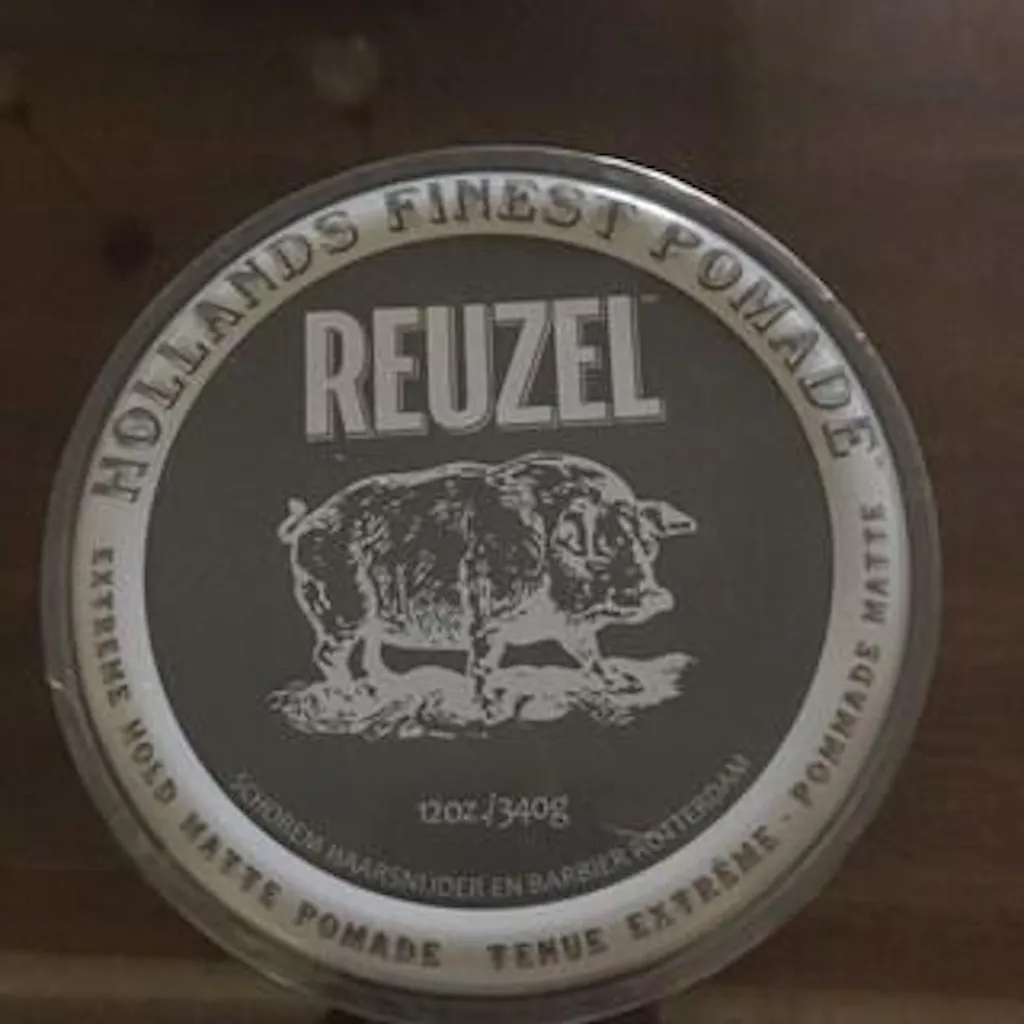 HOLLANDS FINEST POMADE
REUZEL
12oz./340g
SCHOREM HAARSNIJDER EN BARBIER ROTTERDAM
EXTREME HOLD MATTE POMADE
TENUE EXTRÊME · POMMADE MATTE